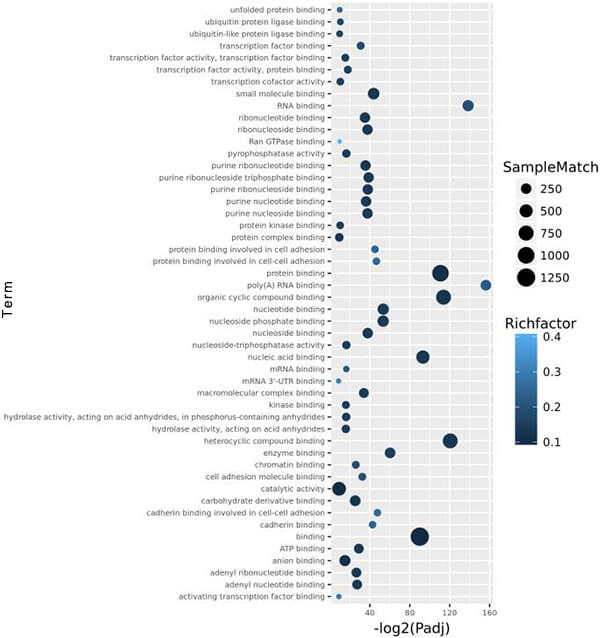 unfolded protein binding
ubiquitin protein ligase binding
ubiquitin-like protein ligase binding
transcription factor binding
transcription factor activity, transcription factor binding
transcription factor activity, protein binding
transcription cofactor activity
small molecule binding
RNA binding
ribonucleotide binding
ribonucleoside binding
Ran GTPase binding
pyrophosphatase activity
purine ribonucleotide binding
purine ribonucleoside triphosphate binding
purine ribonucleoside binding
purine nucleotide binding
purine nucleoside binding
protein kinase binding
protein complex binding
protein binding involved in cell adhesion
protein binding involved in cell-cell adhesion
protein binding
poly(A) RNA binding
organic cyclic compound binding
nucleotide binding
nucleoside phosphate binding
nucleoside binding
nucleoside-triphosphatase activity
nucleic acid binding
mRNA binding
mRNA 3'-UTR binding
macromolecular complex binding
kinase binding
hydrolase activity, acting on acid anhydrides, in phosphorus-containing anhydrides
hydrolase activity, acting on acid anhydrides
heterocyclic compound binding
enzyme binding
chromatin binding
cell adhesion molecule binding
catalytic activity
carbohydrate derivative binding
cadherin binding involved in cell-cell adhesion
cadherin binding
binding
ATP binding
anion binding
adenyl ribonucleotide binding
adenyl nucleotide binding
activating transcription factor binding
Term
40 80 120 160
-log2(Padj)
SampleMatch
250
500
750
1000
1250
Richfactor
0.4
0.3
0.2
0.1